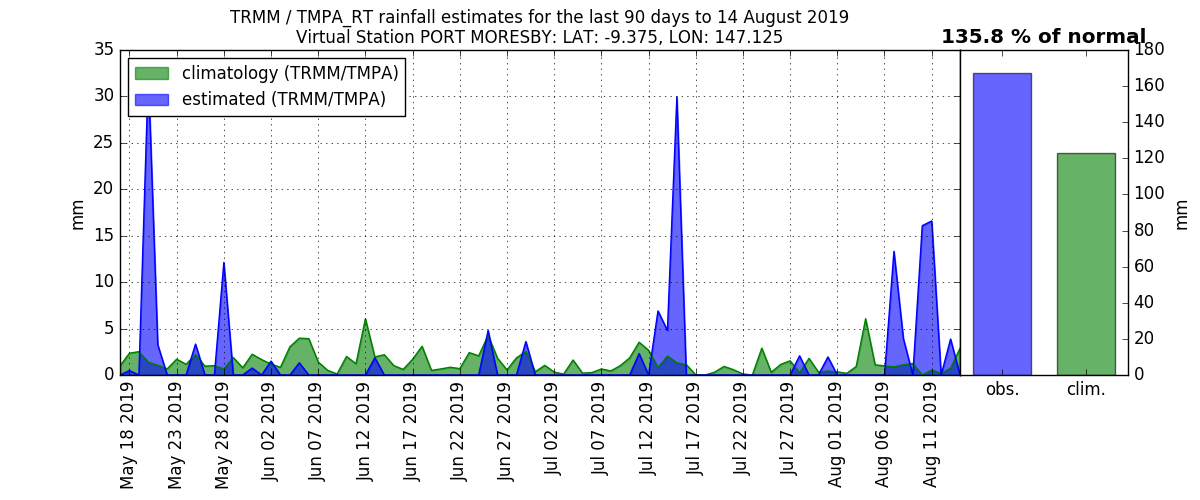 TRMM / TMPA_RT rainfall estimates for the last 90 days to 14 August 2019
Virtual Station PORT MORESBY: LAT: -9.375, LON: 147.125
135.8 % of normal
climatology (TRMM/TMPA)
estimated (TRMM/TMPA)
35
30
25
20
15
10
5
0
mm
May 18 2019
May 23 2019
May 28 2019
Jun 02 2019
Jun 07 2019
Jun 12 2019
Jun 17 2019
Jun 22 2019
Jun 27 2019
Jul 02 2019
Jul 07 2019
Jul 12 2019
Jul 17 2019
Jul 22 2019
Jul 27 2019
Aug 01 2019
Aug 06 2019
Aug 11 2019
obs.
clim.
180
160
140
120
100
80
60
40
20
0
mm